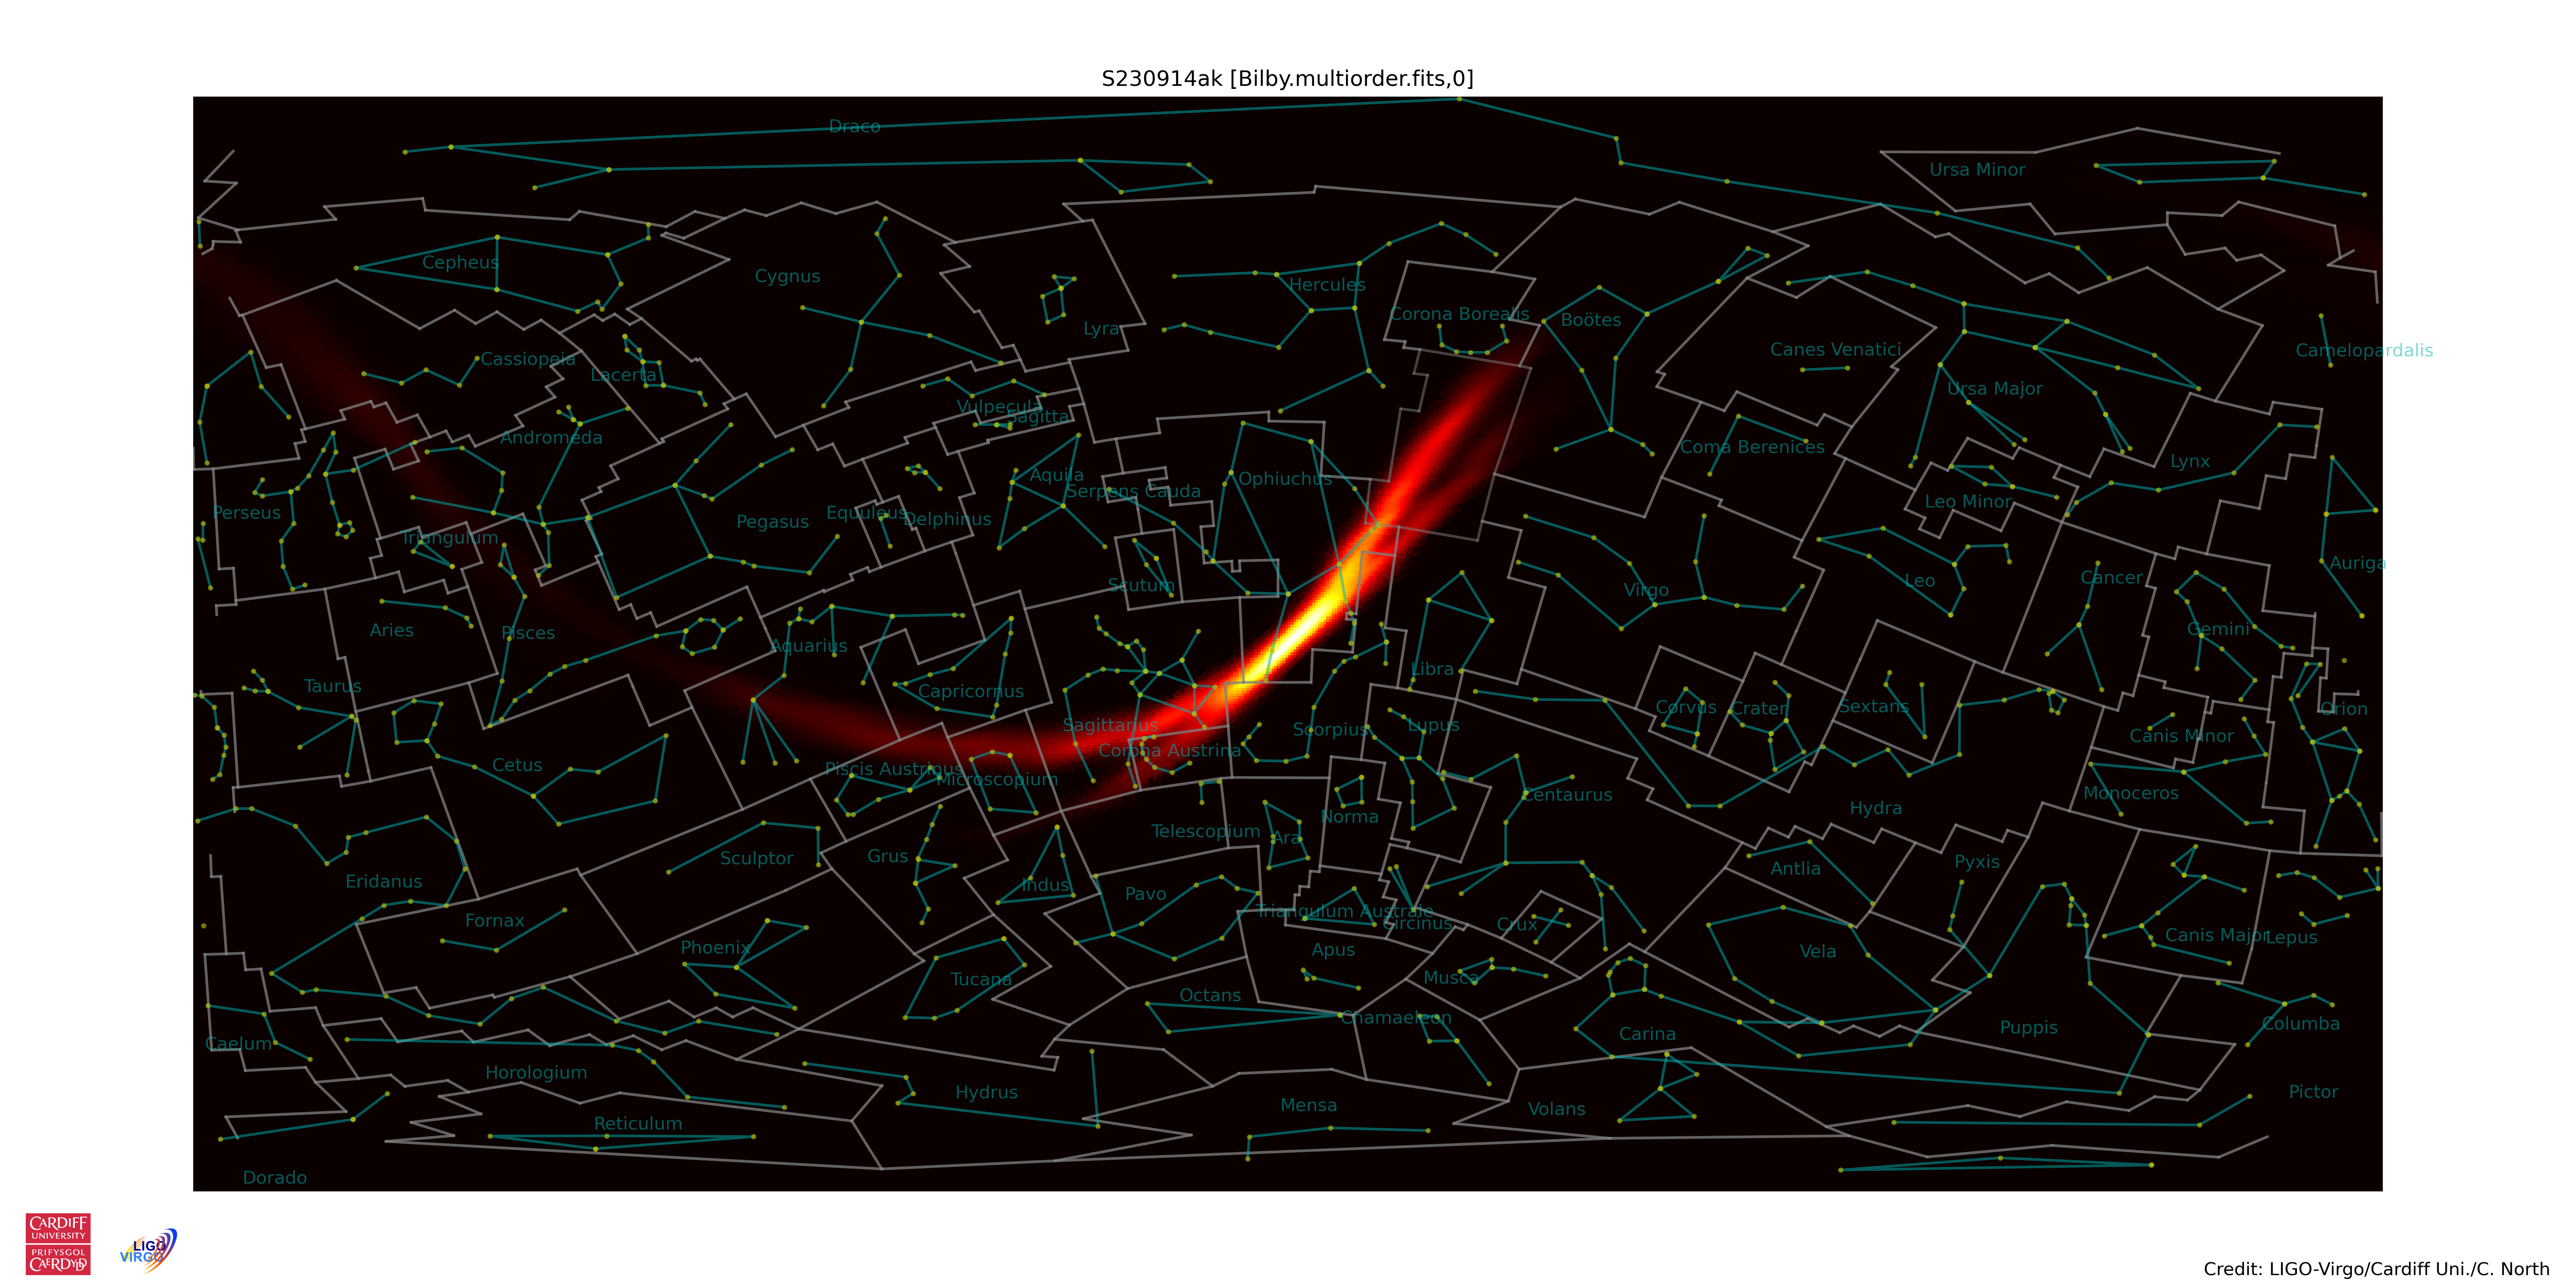 S230914ak [Bilby.multiorder.fits,0]
Draco
Ursa Minor
Cepheus
Cygnus
Hercules
Lyra
Corona Borealis
Boötes
Canes Venatici
Camelopardalis
Cassiopeia
Lacerta
Ursa Major
Vulpecula
Sagitta
Andromeda
Coma Berenices
Lynx
Aquila
Serpens Cauda
Ophiuchus
Leo Minor
Perseus
Pegasus
Equuleus
Delphinus
Triangulum
Auriga
Scutum
Virgo
Leo
Cancer
Aries
Pisces
Aquarius
Gemini
Libra
Taurus
Capricornus
Corvus
Crater
Sextans
Orion
Sagittarius
Scorpius
Lupus
Canis Minor
Corona Austrina
Cetus
Piscis Austrinus
Microscopium
Centaurus
Monoceros
Hydra
Norma
Telescopium
Ara
Sculptor
Grus
Antlia
Pyxis
Eridanus
Indus
Pavo
Fornax
Triangulum Australe
Circinus
Crux
Phoenix
Apus
Vela
Canis Major
Lepus
Tucana
Musca
Octans
Chamaeleon
Carina
Puppis
Columba
Caelum
Horologium
Hydrus
Mensa
Volans
Pictor
Reticulum
Dorado
CARDIFF
UNIVERSITY
PRIFYSGOL
CAERDYDD
LIGO
VIRGO
Credit: LIGO-Virgo/Cardiff Uni./C. North